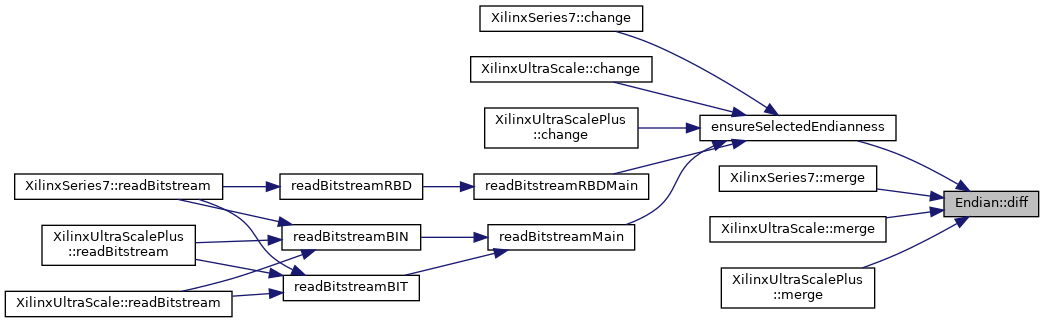 XilinxSeries7::change
XilinxUltraScale::change
XilinxUltraScalePlus
::change
ensureSelectedEndianness
XilinxSeries7::readBitstream
readBitstreamRBD
readBitstreamRBDMain
XilinxSeries7::merge
Endian::diff
XilinxUltraScalePlus
::readBitstream
readBitstreamBIN
readBitstreamMain
XilinxUltraScale::merge
XilinxUltraScale::readBitstream
readBitstreamBIT
XilinxUltraScalePlus
::merge